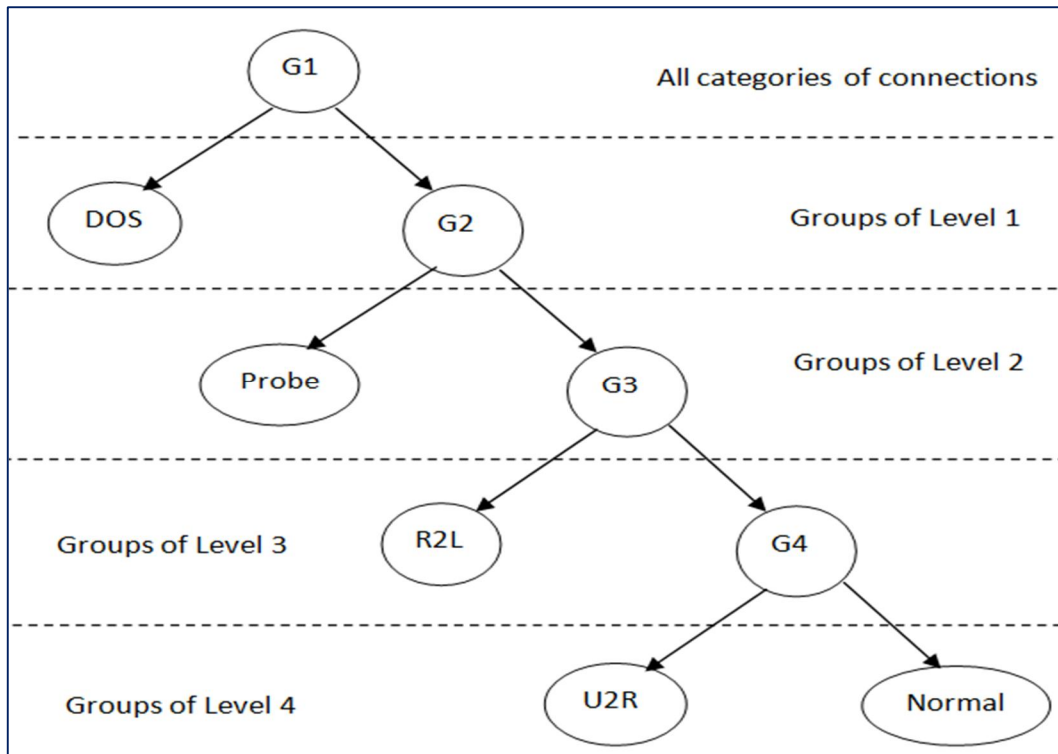 G1
All categories of connections
DOS
G2
Groups of Level 1
Probe
G3
Groups of Level 2
Groups of Level 3
R2L
G4
Groups of Level 4
U2R
Normal